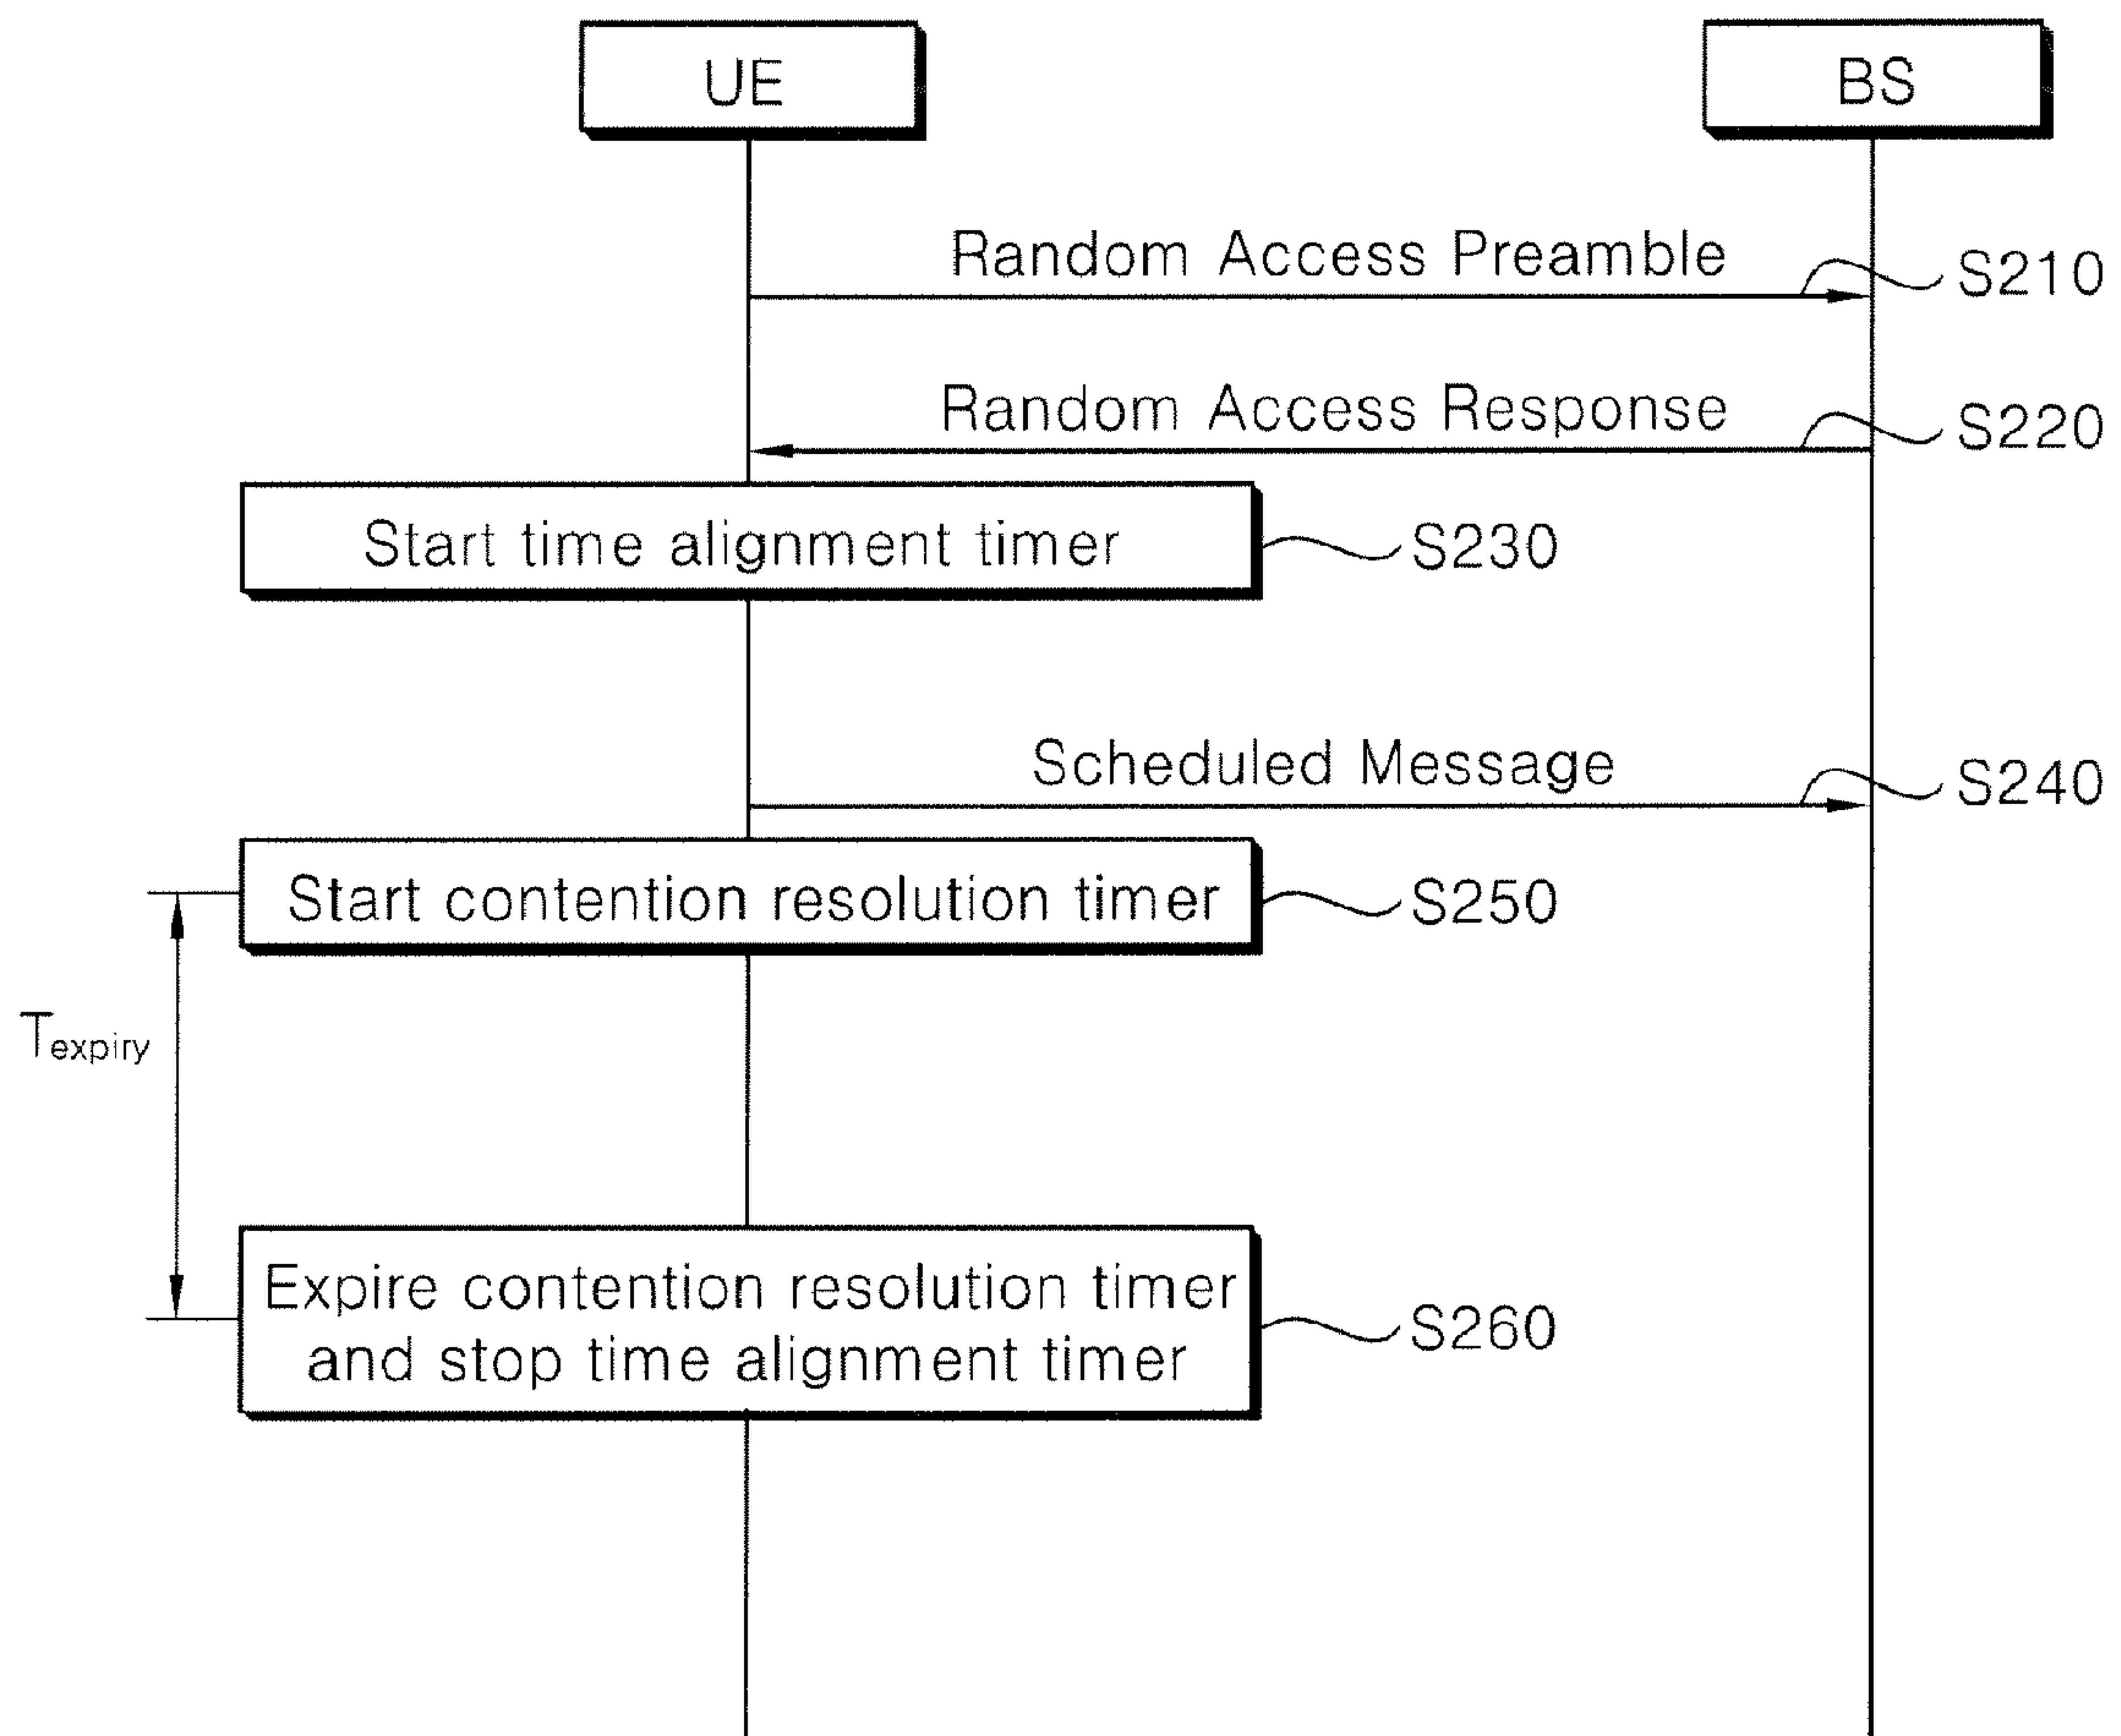 UE
BS
Random Access Preamble
S210
Random Access Response
S220
Start time alignment timer
S230
Scheduled Message
S240
Start contention resolution timer
S250
Texpiry
Expire contention resolution timer
and stop time alignment timer
S260